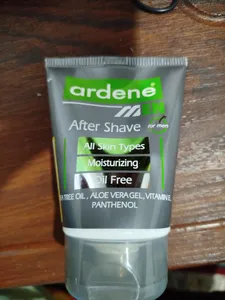 ardene
After Shave for men
All Skin Types
Moisturizing
Oil Free
TEA TREE OIL , ALOE VERA GEL, VITAMIN E,
PANTHENOL